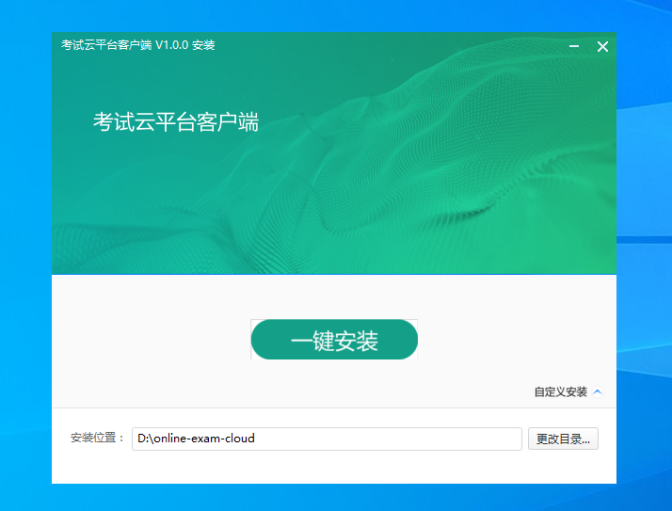 考试云平台客户端 V1.0.0 安装
考试云平台客户端
一键安装
自定义安装
安装位置： D:\online-exam-cloud 更改目录...